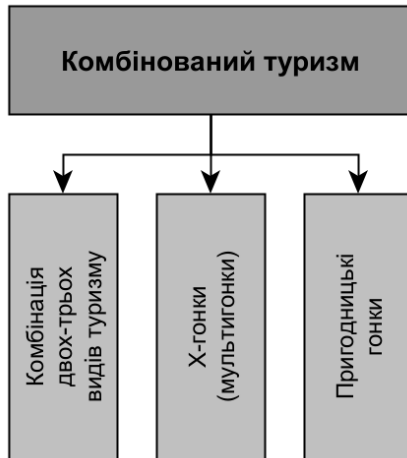 Комбінований туризм
Комбінація
двох-трьох
видів туризму
Х-гонки
(мультигонки)
Пригодницькі
гонки